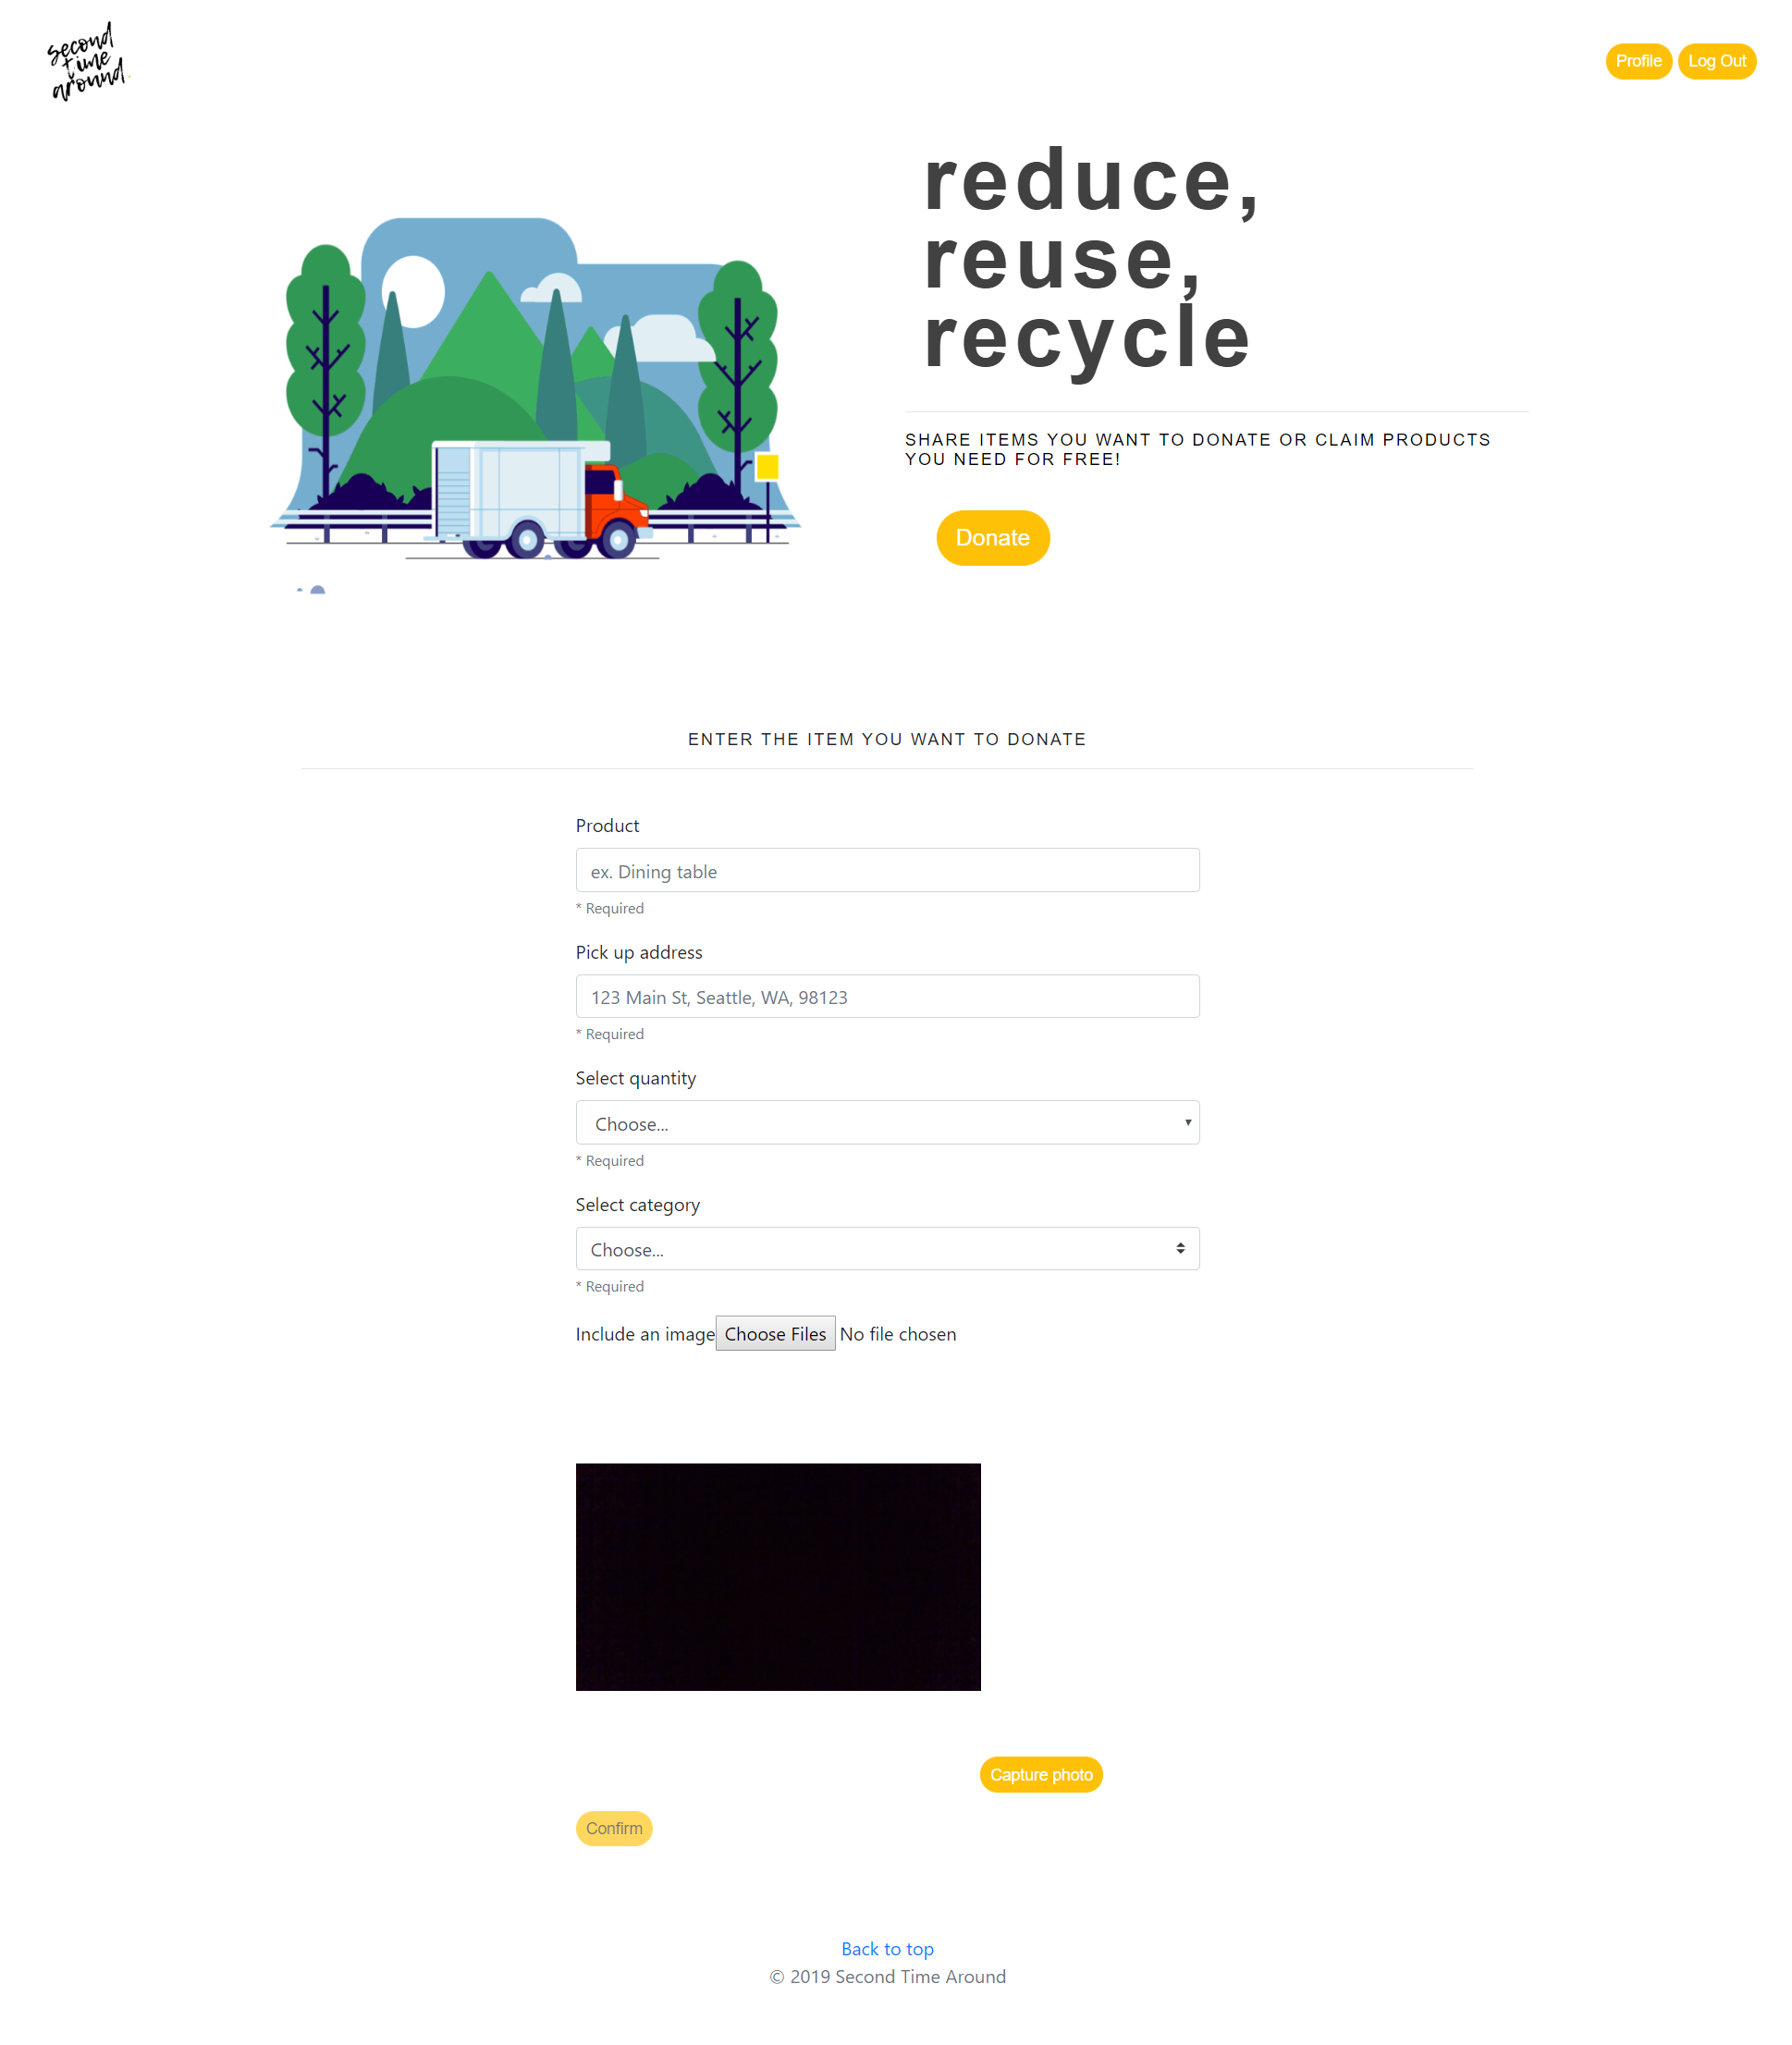 second
time
around.
Profile
Log Out
reduce,
reuse,
recycle
SHARE ITEMS YOU WANT TO DONATE OR CLAIM PRODUCTS
YOU NEED FOR FREE!
Donate
ENTER THE ITEM YOU WANT TO DONATE
Product
ex. Dining table
* Required
Pick up address
123 Main St, Seattle, WA, 98123
* Required
Select quantity
Choose...
* Required
Select category
Choose...
* Required
Include an image Choose Files No file chosen
Capture photo
Confirm
Back to top
© 2019 Second Time Around